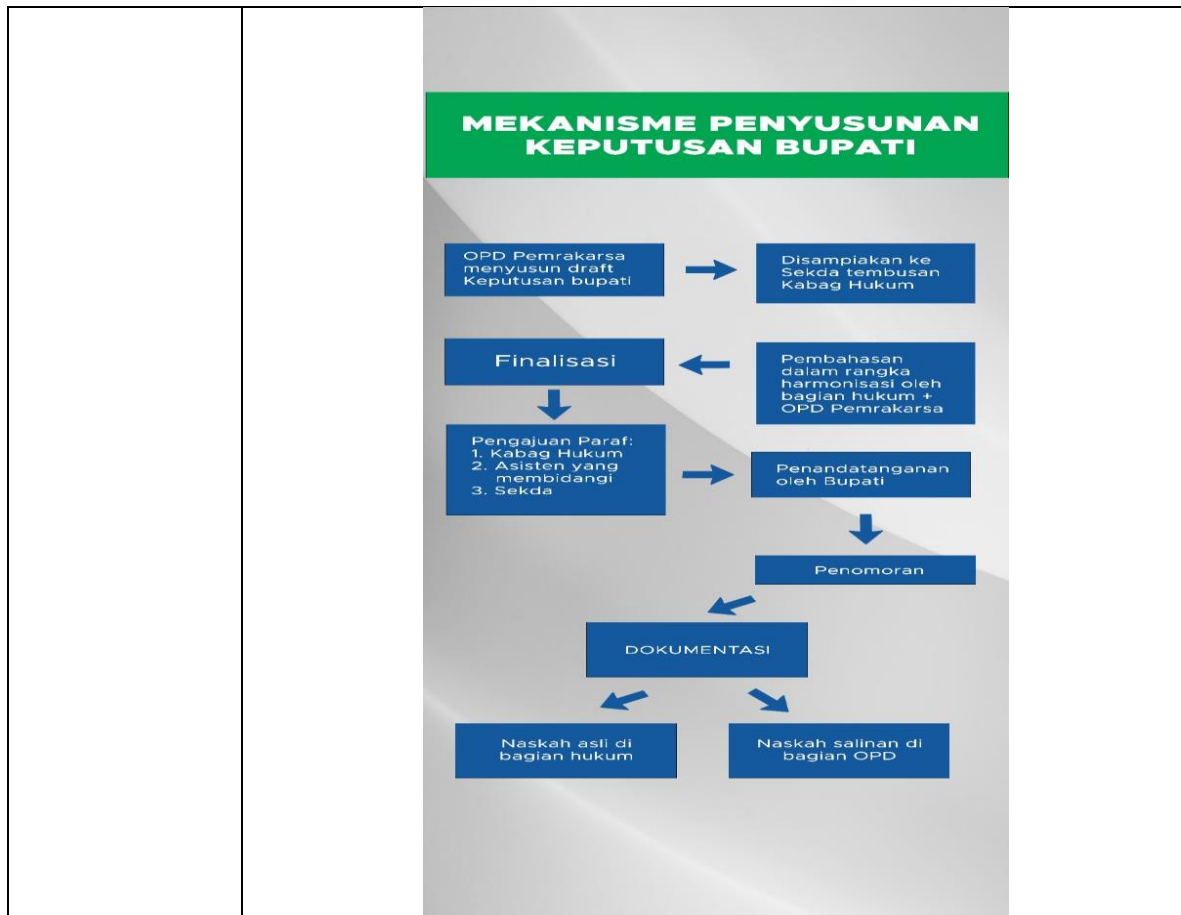 MEKANISME PENYUSUNAN
KEPUTUSAN BUPATI
OPD Pemrakarsa
menyusun draft
Keputusan bupati
Disampiakan ke
Sekda tembusan
Kabag Hukum
Finalisasi
Pembahasan
dalam rangka
harmonisasi oleh
bagian hukum +
OPD Pemrakarsa
Pengajuan Paraf:
1. Kabag Hukum
2. Asisten yang
membidangi
3. Sekda
Penandatanganan
oleh Bupati
Penomoran
DOKUMENTASI
Naskah asli di
bagian hukum
Naskah salinan di
bagian OPD